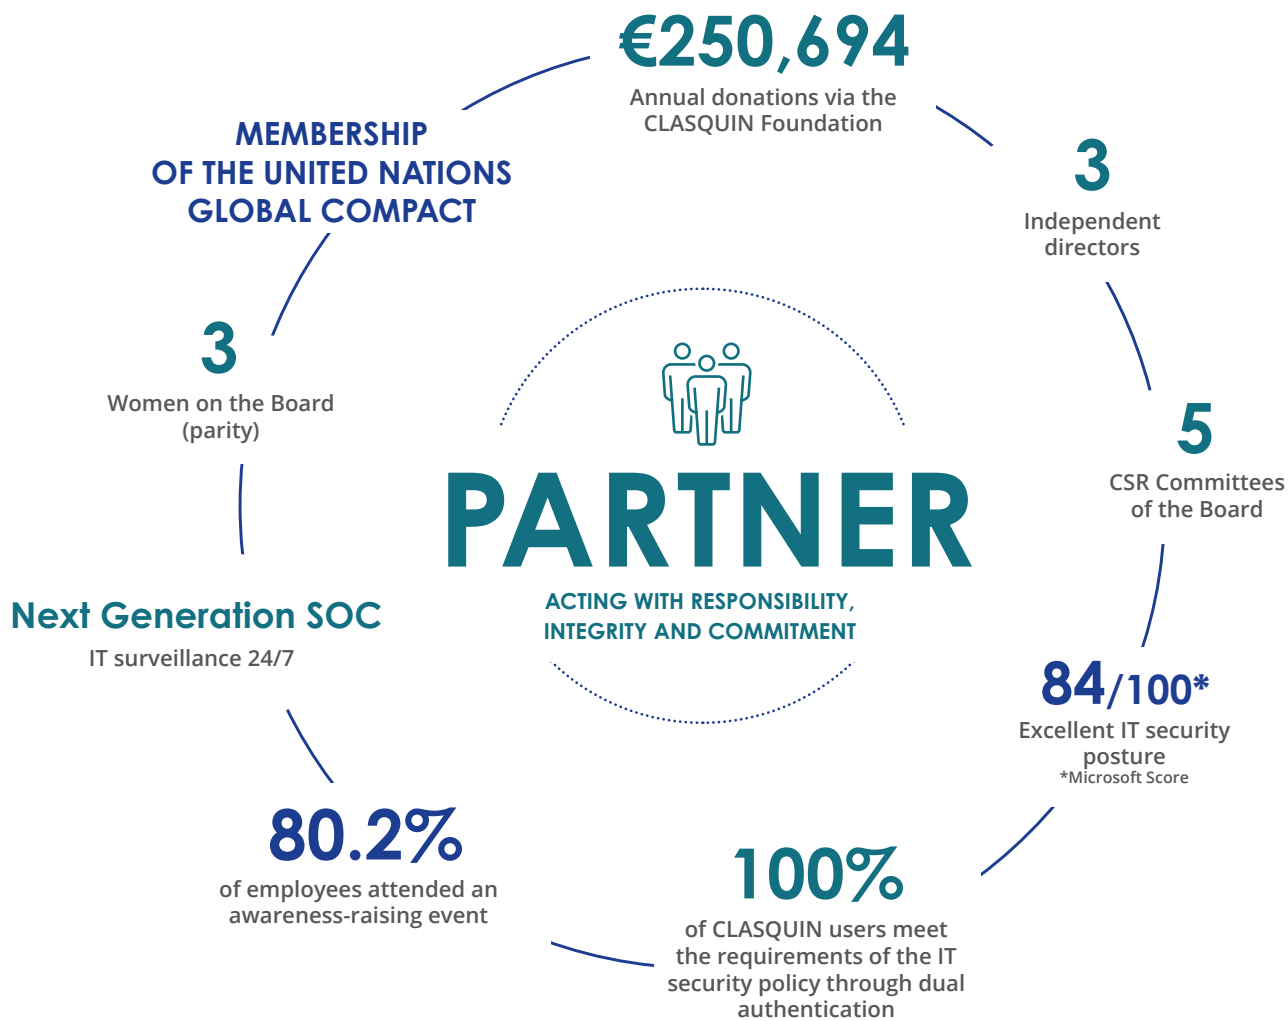 €250,694
Annual donations via the
CLASQUIN Foundation
MEMBERSHIP
OF THE UNITED NATIONS
GLOBAL COMPACT
3
Independent
directors
3
Women on the Board
(parity)
5
CSR Committees
of the Board
PARTNER
ACTING WITH RESPONSIBILITY,
INTEGRITY AND COMMITMENT
Next Generation SOC
IT surveillance 24/7
84/100*
Excellent IT security
posture
*Microsoft Score
80.2%
of employees attended an
awareness-raising event
100%
of CLASQUIN users meet
the requirements of the IT
security policy through dual
authentication